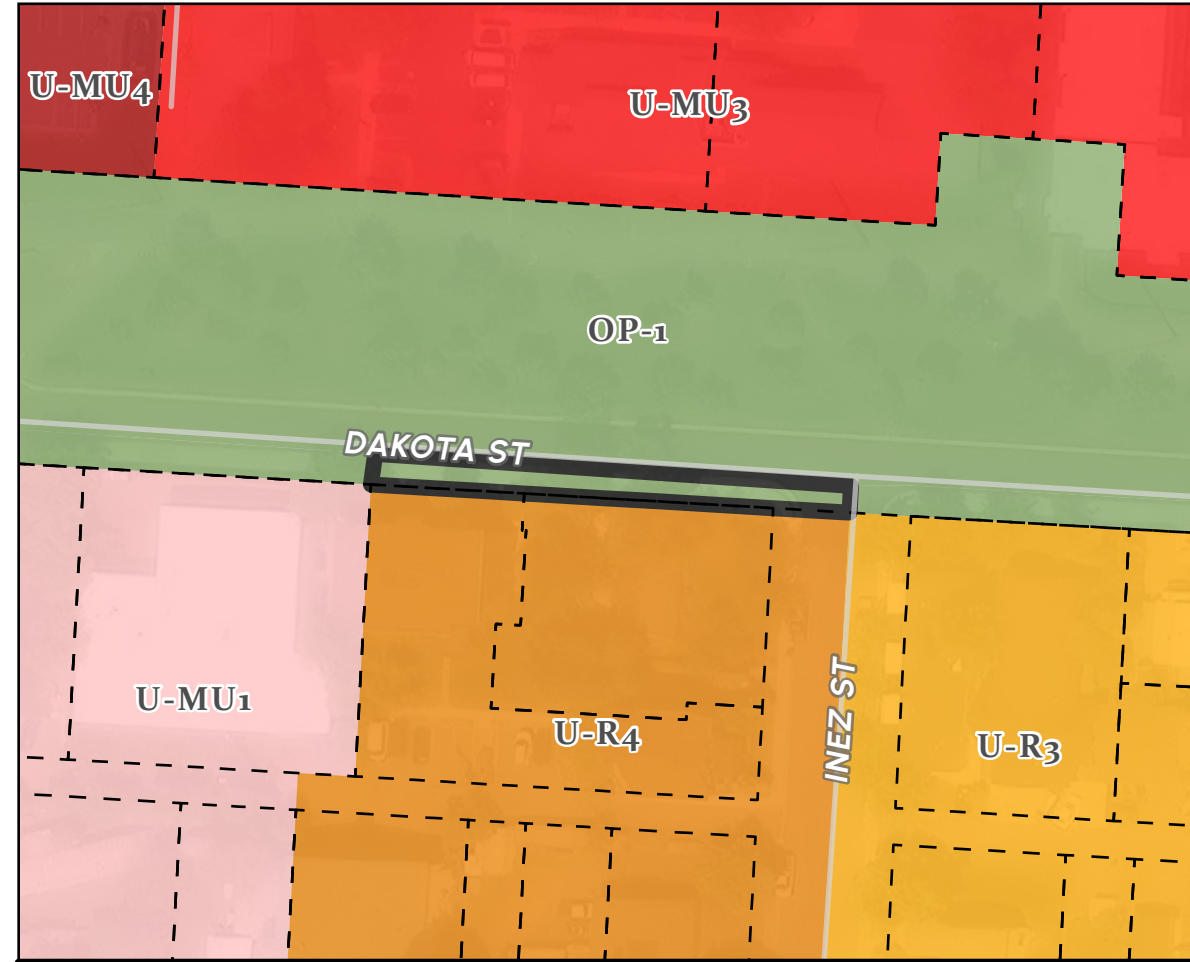 U-MU4
U-MU3
OP-1
DAKOTA ST
U-MU1
U-R4
INEZ ST
U-R3